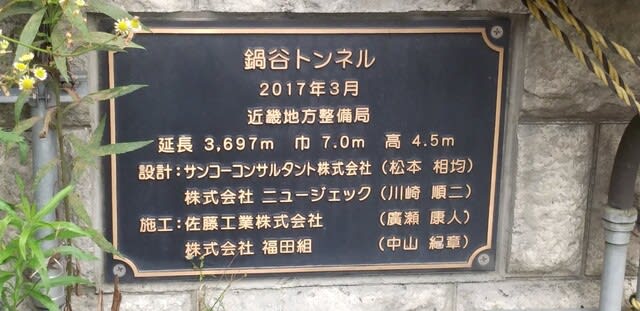 鍋谷トンネル
2017年3月
近畿地方整備局
延長 3,697m 巾 7.0m 高 4.5m
設計：サンコーコンサルタント株式会社（松本 相均）
株式会社 ニュージェック（川崎 順二）
施工：佐藤工業株式会社（廣瀬 康人）
株式会社 福田組（中山 章）